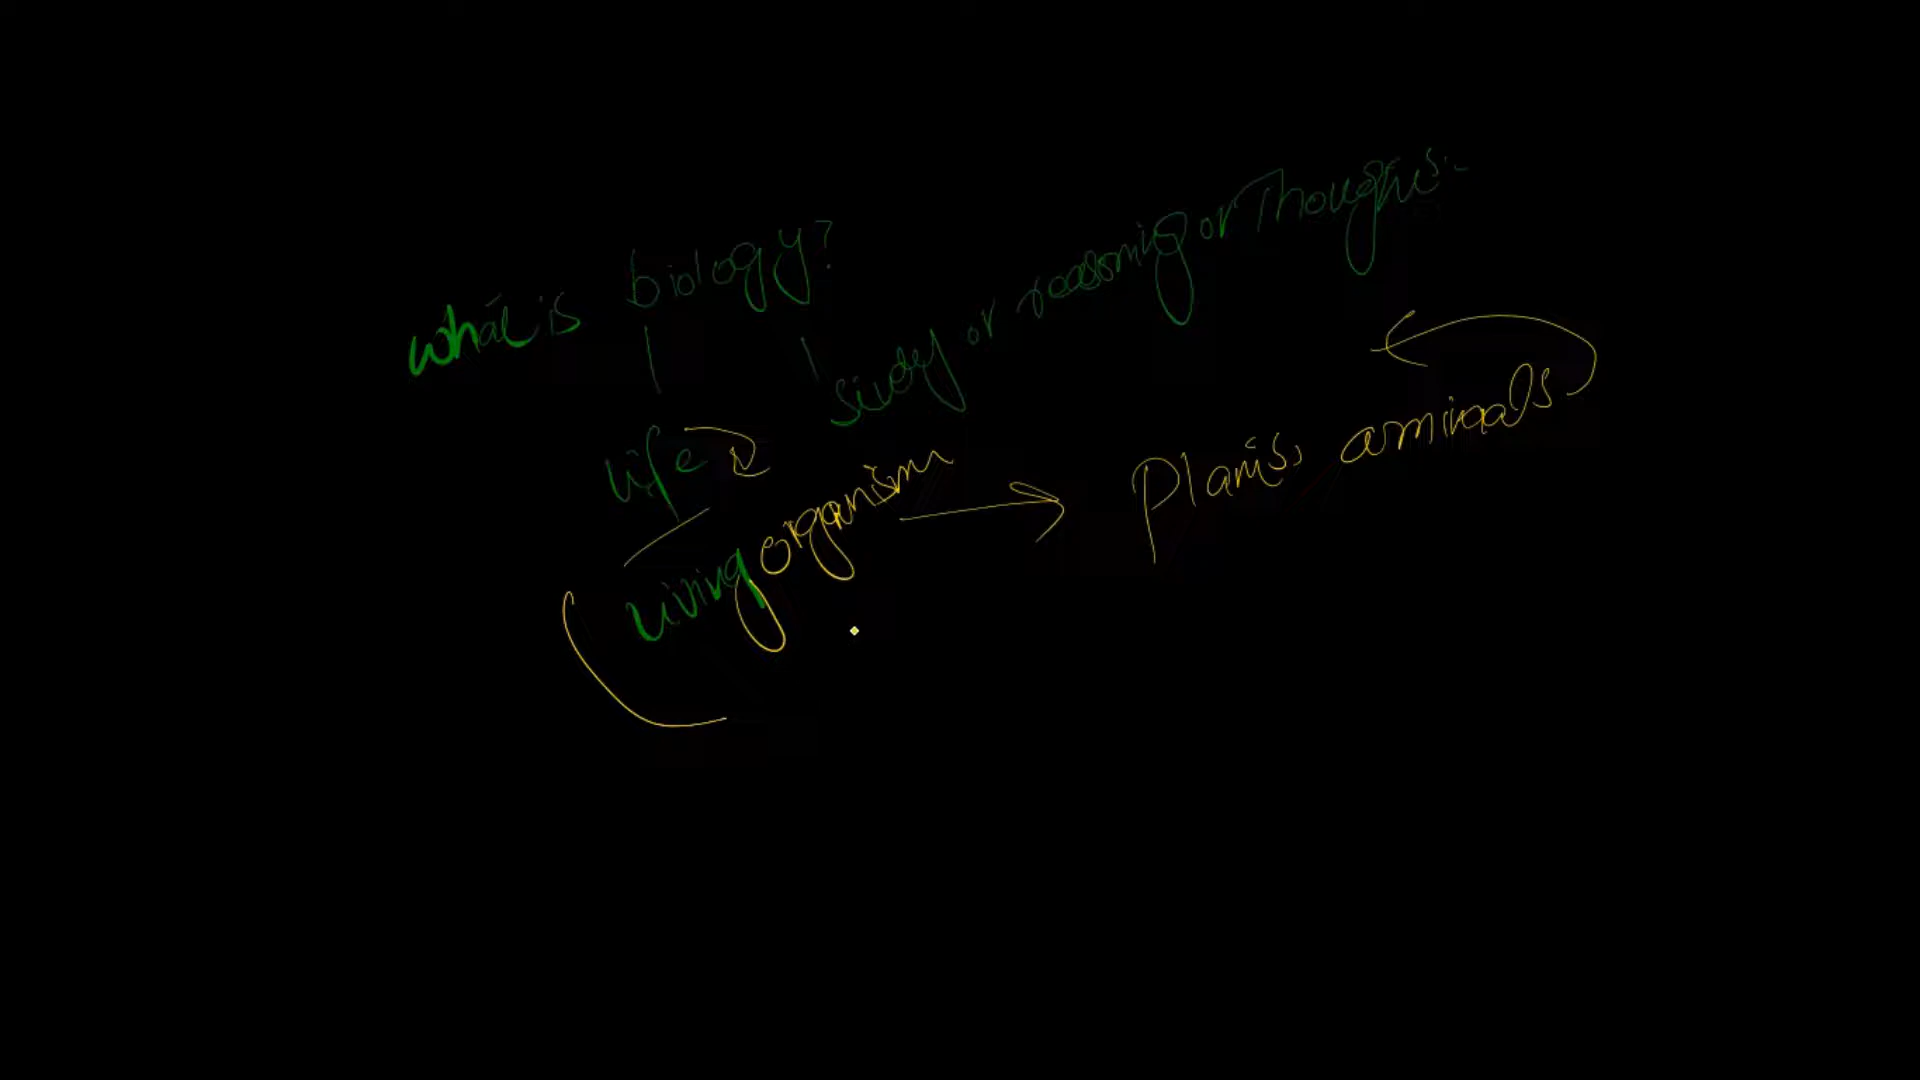 What is biology?
study or reasoning or Thoughts.
life
living organism
Plants, animals